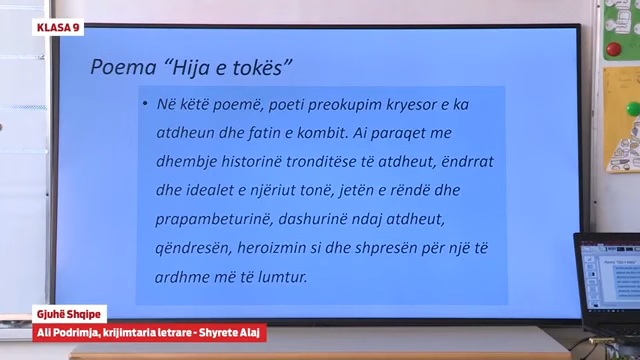 KLASA 9
Poema “Hija e tokës”
• Në këtë poemë, poeti preokupim kryesor e ka
atdheun dhe fatin e kombit. Ai paraqet me
dhembje historinë tronditëse të atdheut, ëndrrat
dhe idealet e njëriut tonë, jetën e rëndë dhe
prapambeturinë, dashurinë ndaj atdheut,
qëndresën, heroizmin si dhe shpresën për një të
ardhme më të lumtur.
Gjuhë Shqipe
Ali Podrimja, krijimtaria letrare - Shyrete Alaj